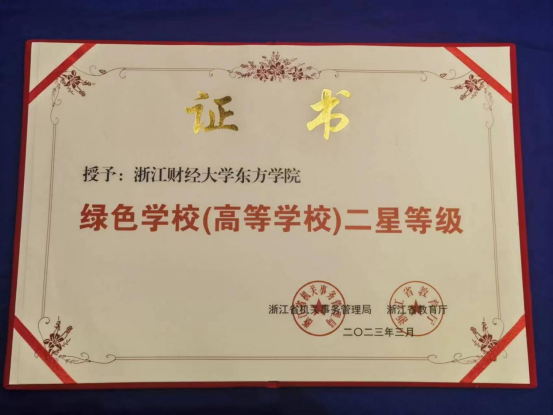 证 书
授予：浙江财经大学东方学院
绿色学校(高等学校)二星等级
浙江省机关事务管理局 浙江省教育厅
二〇二三年三月